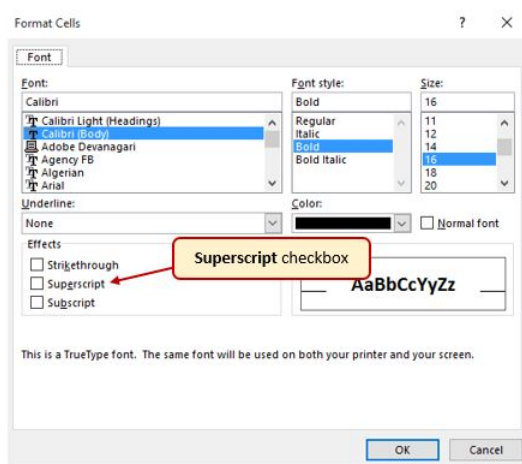 Format Cells
Font
Font:
Calibri
Calibri Light (Headings)
Calibri (Body)
Adobe Devanagari
Agency FB
Algerian
Arial
Font style:
Bold
Regular
Italic
Bold
Bold Italic
Size:
16
11
12
14
16
18
20
Underline:
None
Color:
Normal font
Effects
Strikethrough
Superscript
Subscript
Superscript checkbox
AaBbCcYyZz
This is a TrueType font.  The same font will be used on both your printer and your screen.
OK
Cancel